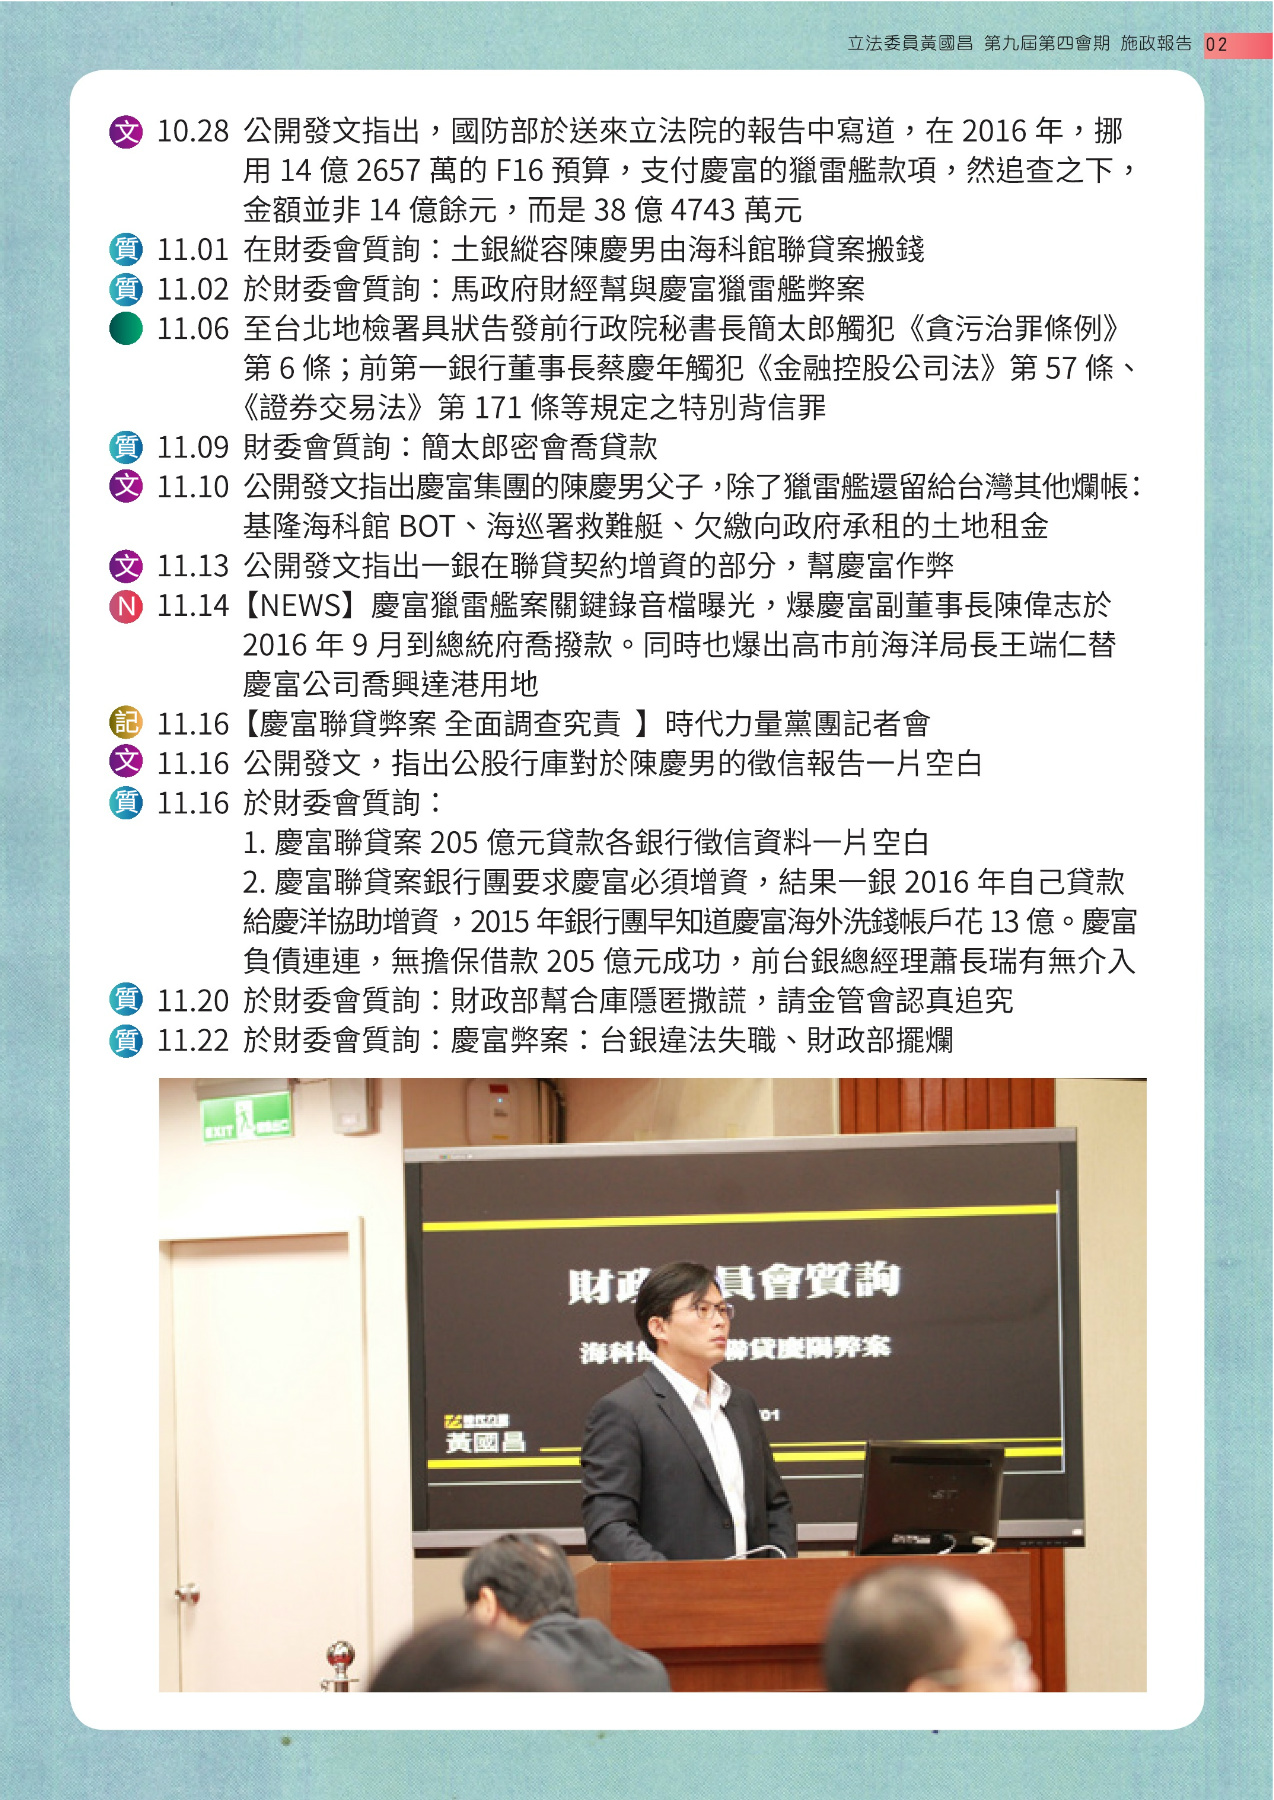 立法委員黃國昌 第九屆第四會期 施政報告 02
文 10.28 公開發文指出，國防部於送來立法院的報告中寫道，在 2016 年，挪
用 14 億 2657 萬的 F16 預算，支付慶富的獵雷艦款項，然追查之下，
金額並非 14 億餘元，而是 38 億 4743 萬元
質 11.01 在財委會質詢：土銀縱容陳慶男由海科館聯貸案搬錢
質 11.02 於財委會質詢：馬政府財經幫與慶富獵雷艦弊案
11.06 至台北地檢署具狀告發前行政院秘書長簡太郎觸犯《貪污治罪條例》
第 6 條；前第一銀行董事長蔡慶年觸犯《金融控股公司法》第 57 條、
《證券交易法》第 171 條等規定之特別背信罪
質 11.09 財委會質詢：簡太郎密會喬貸款
文 11.10 公開發文指出慶富集團的陳慶男父子，除了獵雷艦還留給台灣其他爛帳：
基隆海科館 BOT、海巡署救難艇、欠繳向政府承租的土地租金
文 11.13 公開發文指出一銀在聯貸契約增資的部分，幫慶富作弊
N 11.14【NEWS】慶富獵雷艦案關鍵錄音檔曝光，爆慶富副董事長陳偉志於
2016 年 9 月到總統府喬撥款。同時也爆出高市前海洋局長王端仁替
慶富公司喬興達港用地
記 11.16【慶富聯貸弊案 全面調查究責 】時代力量黨團記者會
文 11.16 公開發文，指出公股行庫對於陳慶男的徵信報告一片空白
質 11.16 於財委會質詢：
1. 慶富聯貸案 205 億元貸款各銀行徵信資料一片空白
2. 慶富聯貸案銀行團要求慶富必須增資，結果一銀 2016 年自己貸款
給慶洋協助增資，2015 年銀行團早知道慶富海外洗錢帳戶花 13 億。慶富
負債連連，無擔保借款 205 億元成功，前台銀總經理蕭長瑞有無介入
質 11.20 於財委會質詢：財政部幫合庫隱匿撒謊，請金管會認真追究
質 11.22 於財委會質詢：慶富弊案：台銀違法失職、財政部擺爛
EXIT
財政 員會質詢
海科 聯貸慶陽弊案
時代力量 01
黃國昌